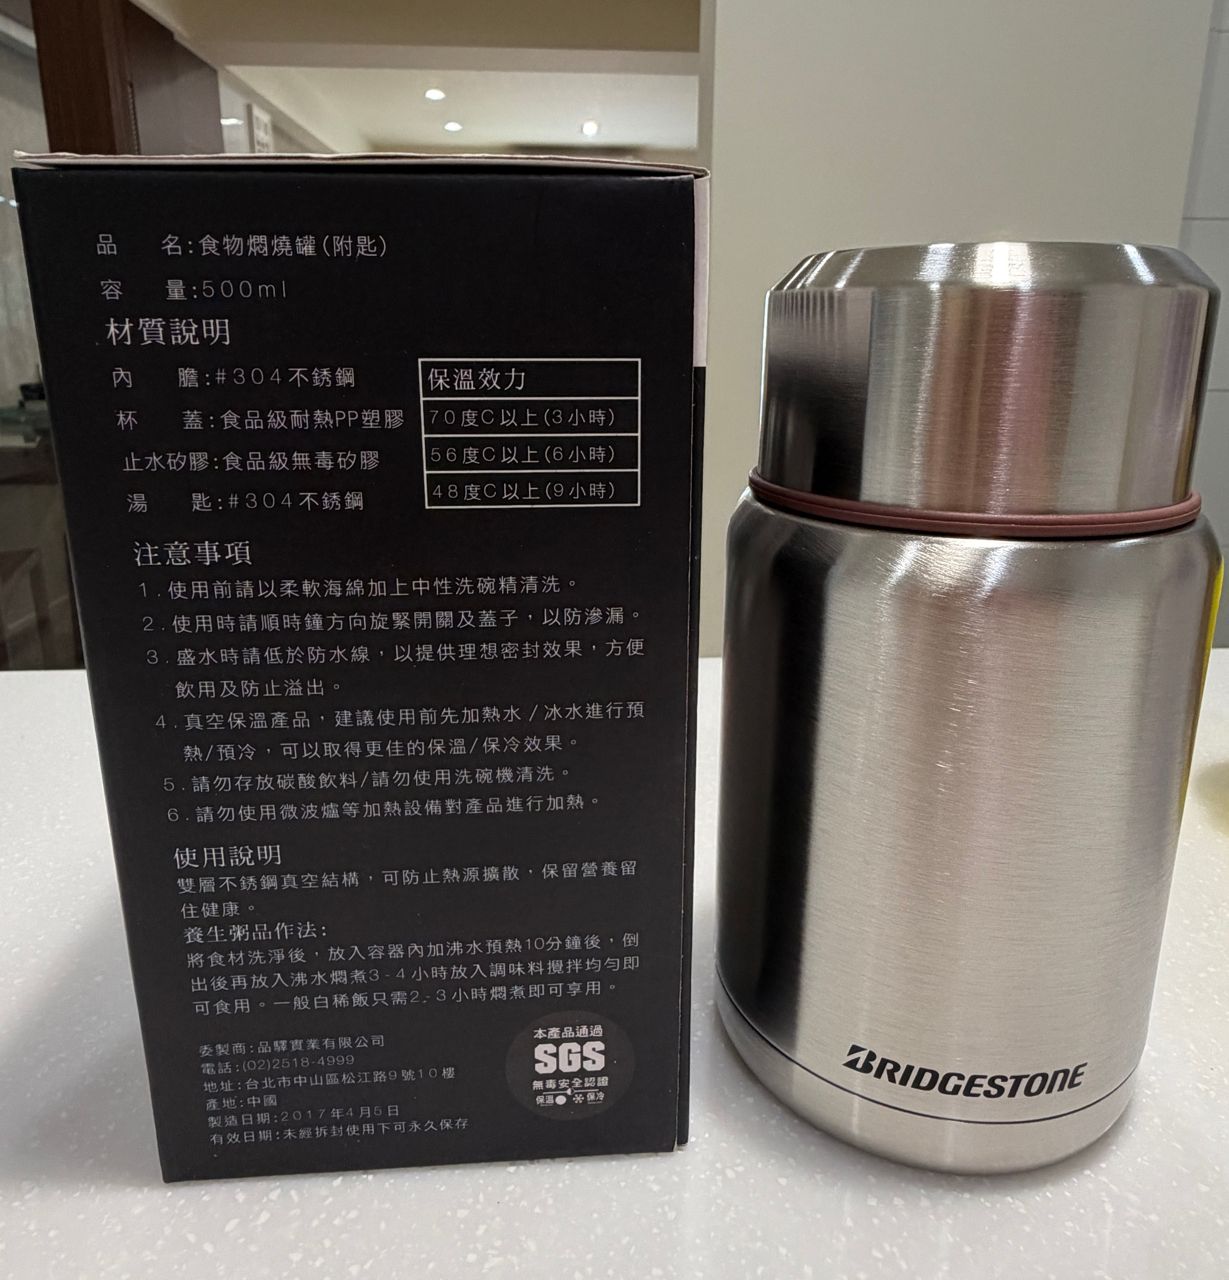 品 名:食物燜燒罐(附匙)
容 量:500ml
材質說明
內 膽:#304不銹鋼
杯 蓋:食品級耐熱PP塑膠
止水矽膠:食品級無毒矽膠
湯 匙:#304不銹鋼
保溫效力
70度C以上(3小時)
56度C以上(6小時)
48度C以上(9小時)
注意事項
1.使用前請以柔軟海綿加上中性洗碗精清洗。
2.使用時請順時鐘方向旋緊開關及蓋子,以防滲漏。
3.盛水時請低於防水線,以提供理想密封效果,方便
飲用及防止溢出。
4.真空保溫產品,建議使用前先加熱水/冰水進行預
熱/預冷,可以取得更佳的保溫/保冷效果。
5.請勿存放碳酸飲料/請勿使用洗碗機清洗。
6.請勿使用微波爐等加熱設備對產品進行加熱。
使用說明
雙層不銹鋼真空結構,可防止熱源擴散,保留營養留
住健康。
養生粥品作法:
將食材洗淨後,放入容器內加沸水預熱10分鐘後,倒
出後再放入沸水燜煮3-4小時放入調味料攪拌均勻即
可食用。一般白稀飯只需2-3小時燜煮即可享用。
委製商:品驛實業有限公司
電話:(02)2518-4999
地址:台北市中山區松江路9號10樓
產地:中國
製造日期:2017年4月5日
有效日期:未經拆封使用下可永久保存
本產品通過
SGS
無毒安全認證
保溫 保冷
BRIDGESTONE